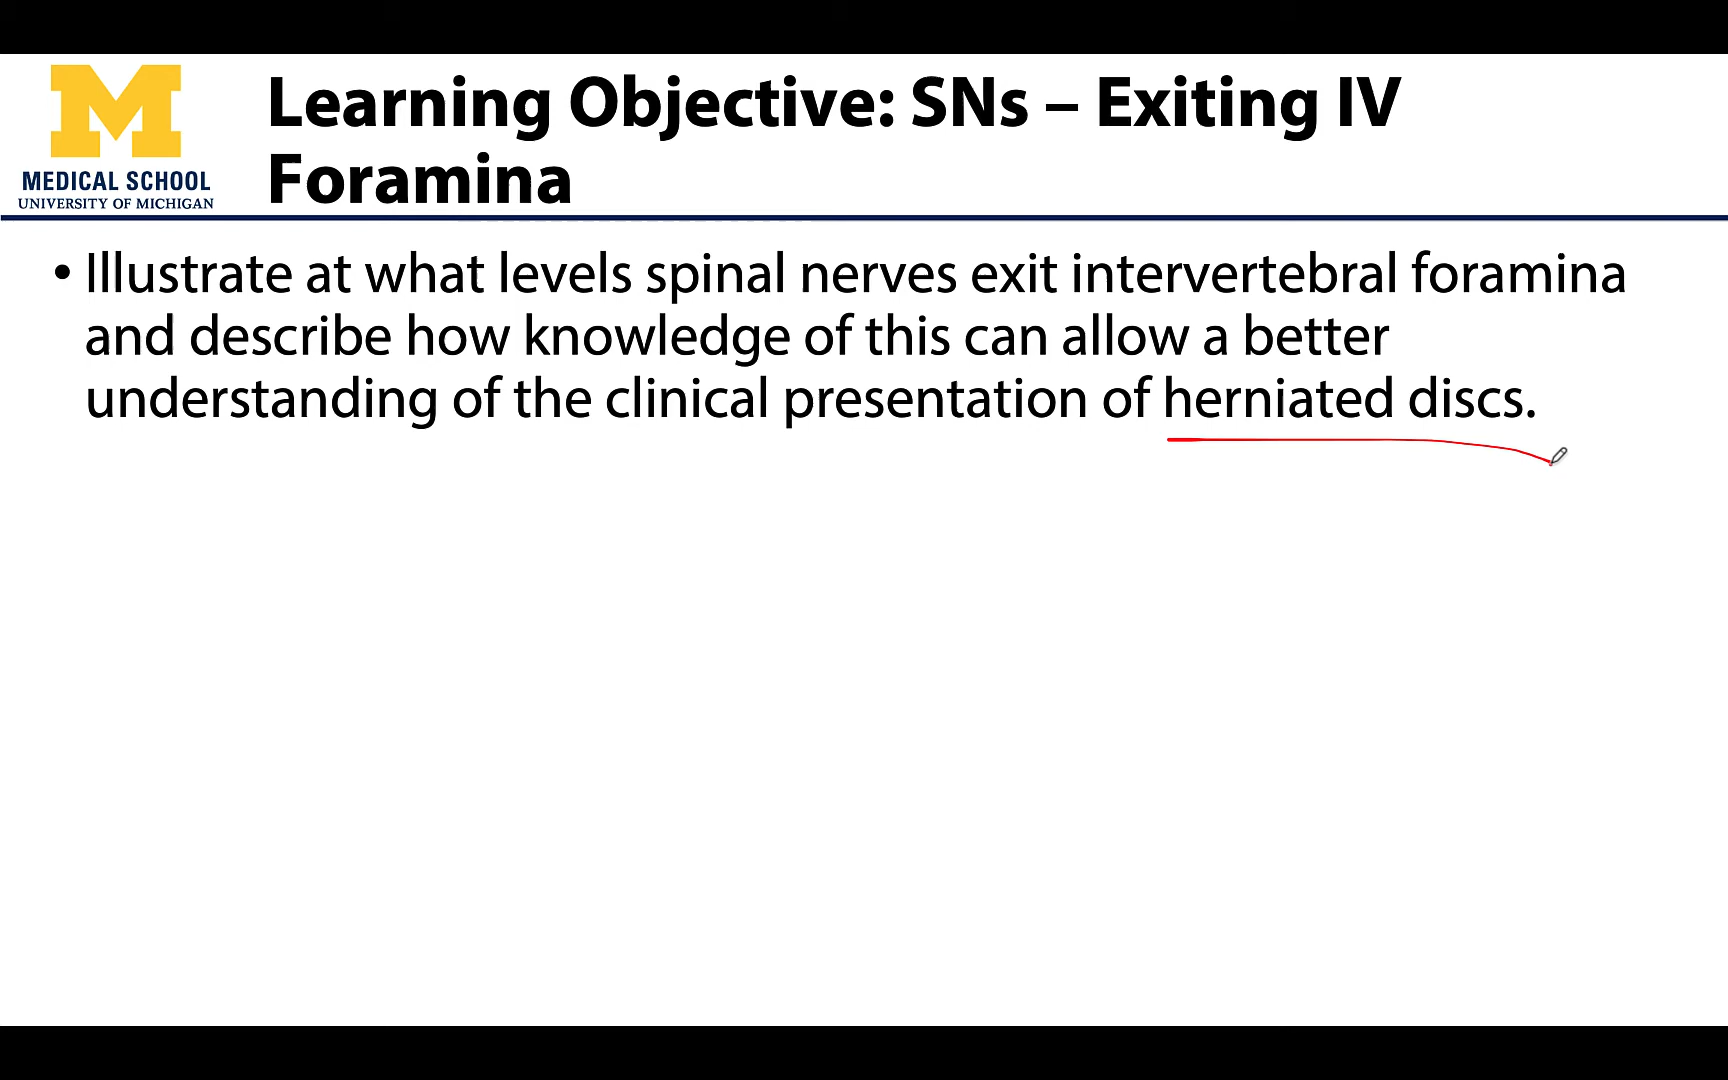 M
MEDICAL SCHOOL
UNIVERSITY OF MICHIGAN
Learning Objective: SNs – Exiting IV
Foramina
• Illustrate at what levels spinal nerves exit intervertebral foramina
and describe how knowledge of this can allow a better
understanding of the clinical presentation of herniated discs.